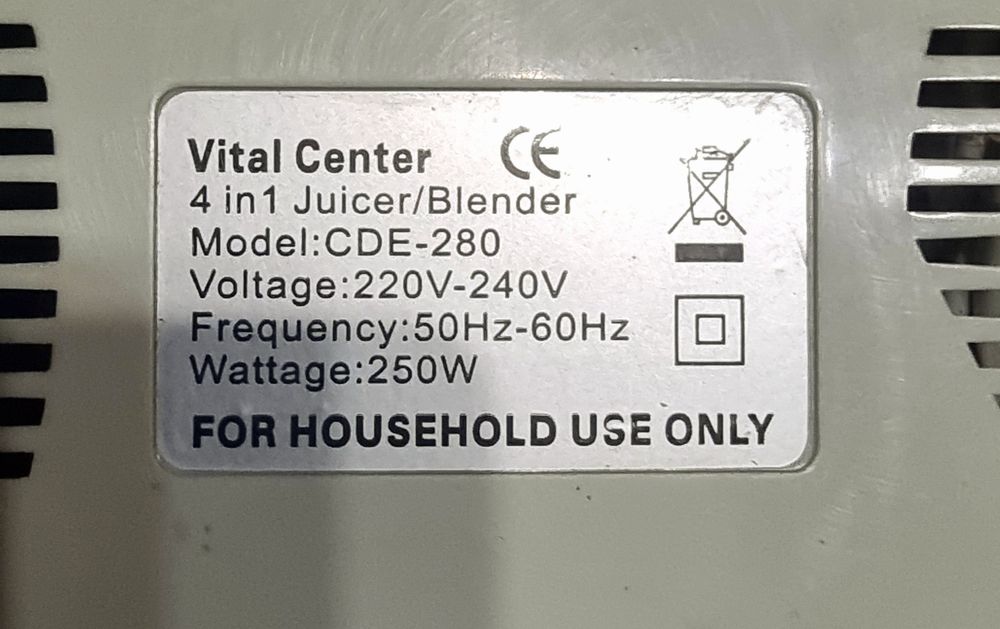 Vital Center CE
4 in1 Juicer/Blender
Model:CDE-280
Voltage:220V-240V
Frequency:50Hz-60Hz
Wattage:250W
FOR HOUSEHOLD USE ONLY